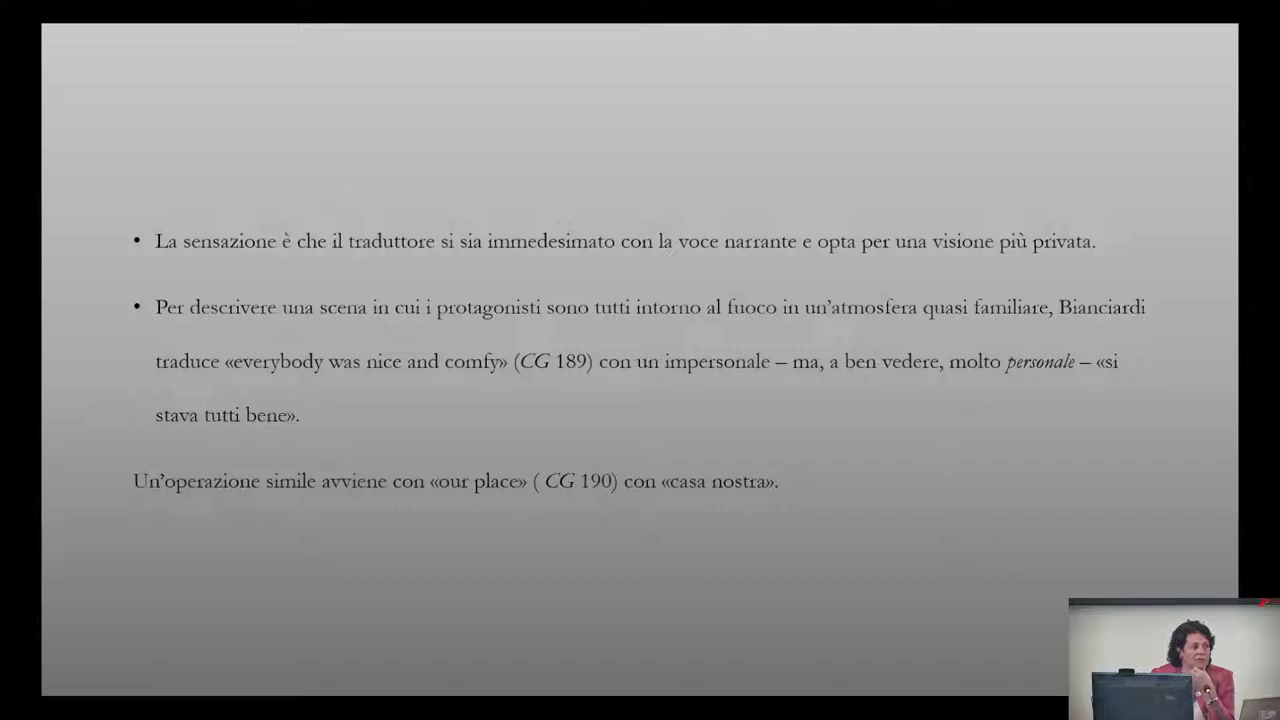 • La sensazione è che il traduttore si sia immedesimato con la voce narrante e opta per una visione più privata.
• Per descrivere una scena in cui i protagonisti sono tutti intorno al fuoco in un’atmosfera quasi familiare, Bianciardi
traduce «everybody was nice and comfy» (CG 189) con un impersonale – ma, a ben vedere, molto personale – «si
stava tutti bene».
Un’operazione simile avviene con «our place» ( CG 190) con «casa nostra».